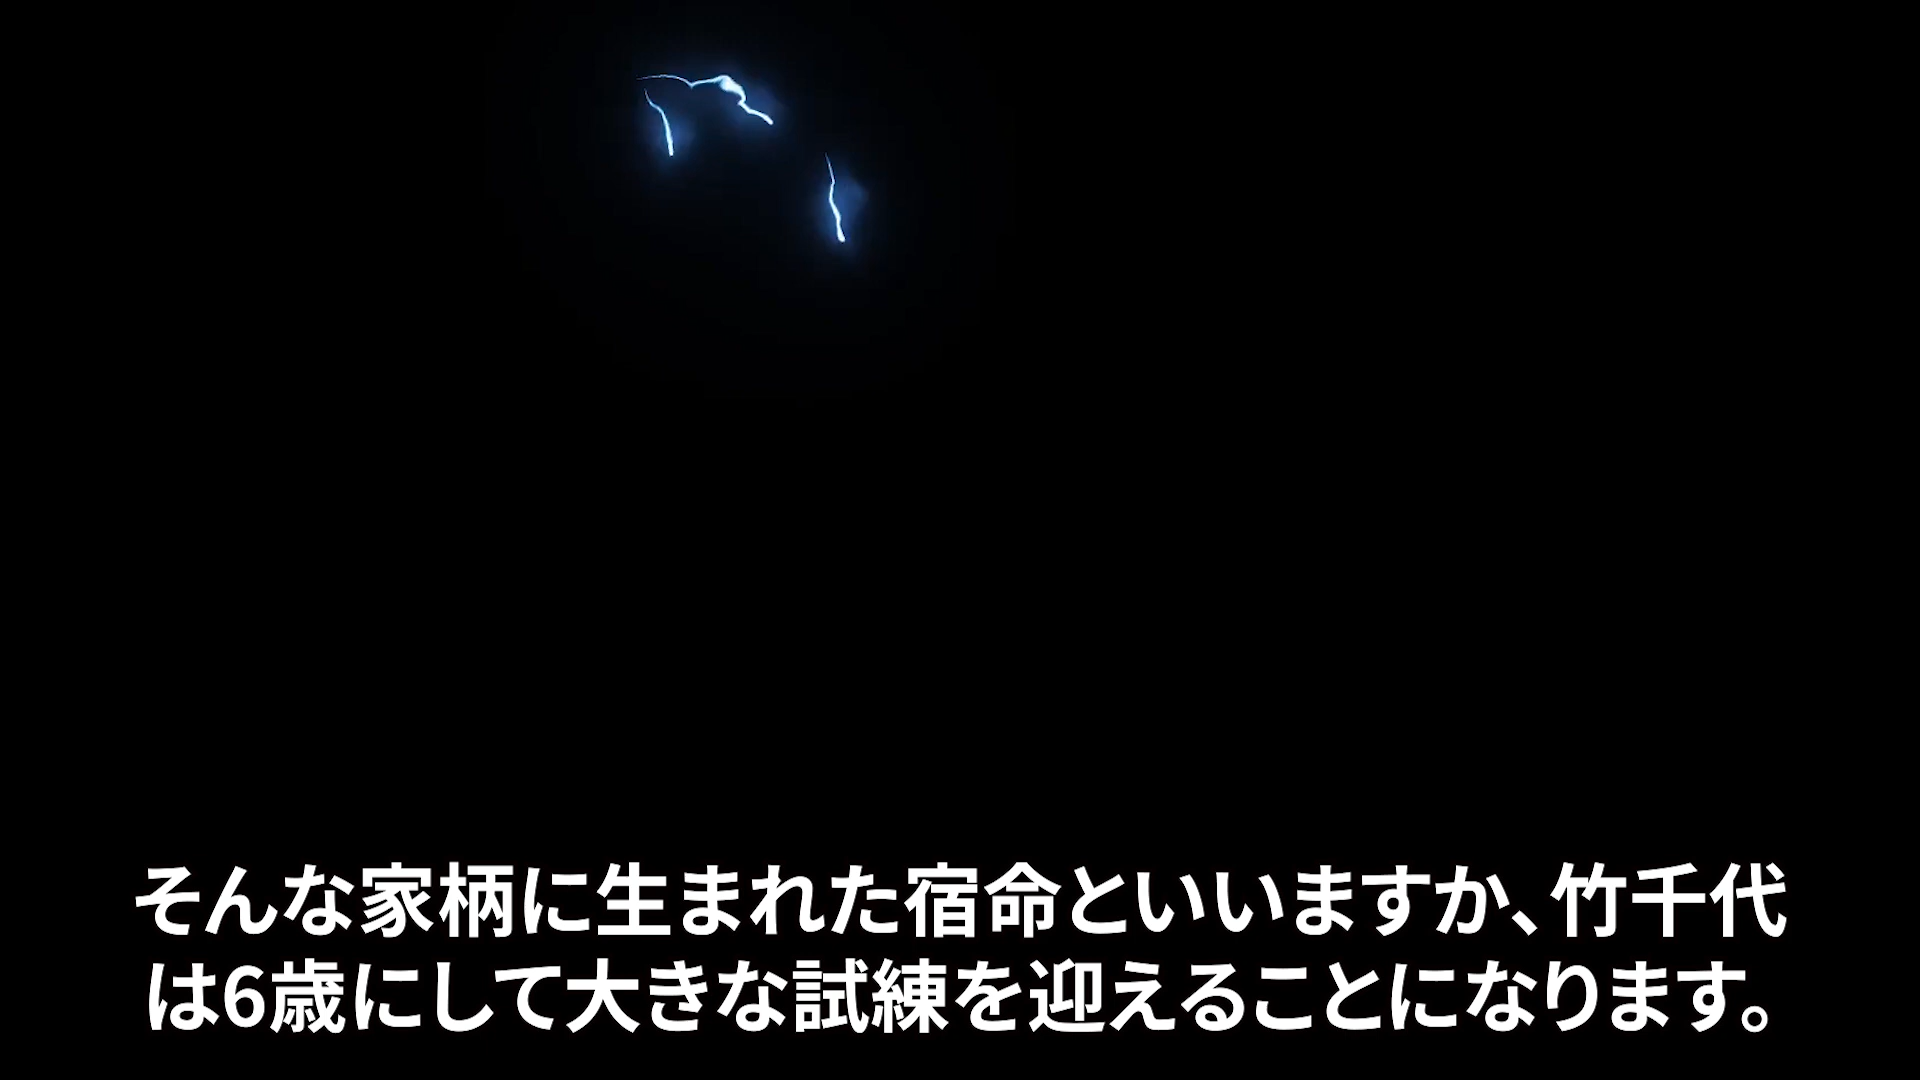 そんな家柄に生まれた宿命といいますか、竹千代
は6歳にして大きな試練を迎えることになります。